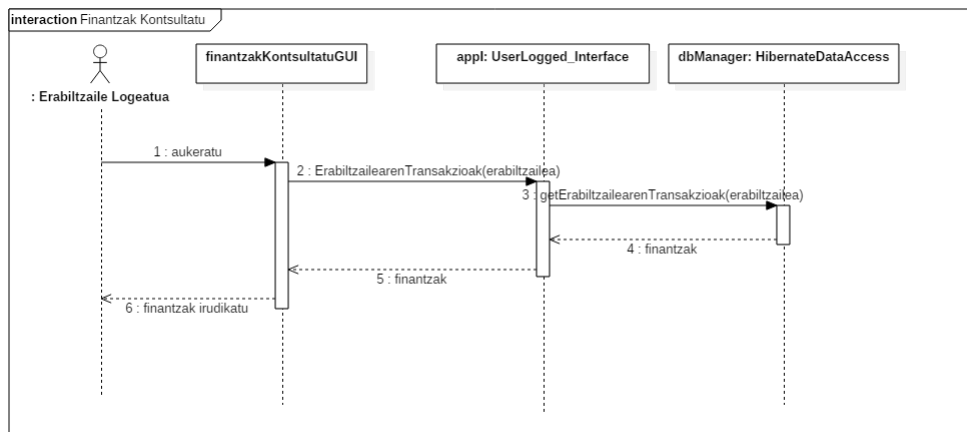 interaction Finantzak Kontsultatu
finantzakKontsultatuGUI
appl: UserLogged_Interface
dbManager: HibernateDataAccess
: Erabiltzaile Logeatua
1 : aukeratu
2 : ErabiltzailearenTransakzioak(erabiltzailea)
3 : getErabiltzailearenTransakzioak(erabiltzailea)
4 : finantzak
5 : finantzak
6 : finantzak irudikatu